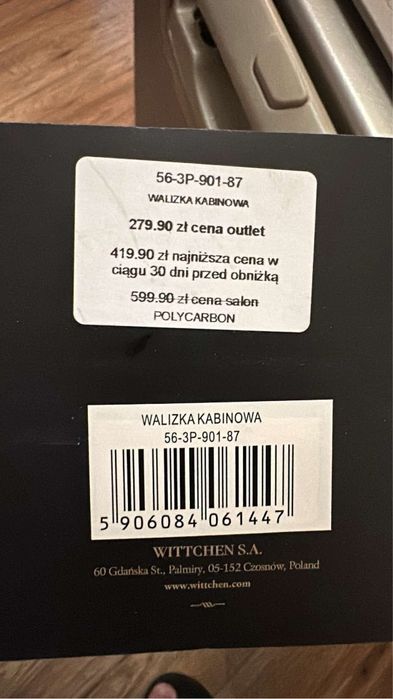 56-3P-901-87
WALIZKA KABINOWA
279.90 zł cena outlet
419.90 zł najniższa cena w
ciągu 30 dni przed obniżką
599.90 zł cena salon
POLYCARBON
WALIZKA KABINOWA
56-3P-901-87
5 906084 061447
WITTCHEN S.A.
60 Gdańska St., Palmiry, 05-152 Czosnów, Poland
www.wittchen.com